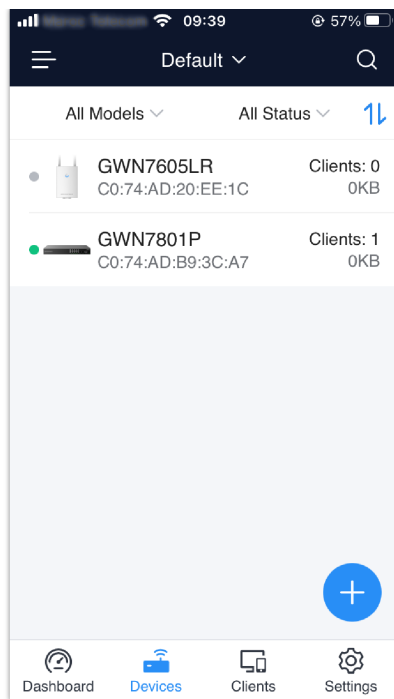 09:39
57%
Default
All Models
All Status
GWN7605LR
Clients: 0
C0:74:AD:20:EE:1C
0KB
GWN7801P
Clients: 1
C0:74:AD:B9:3C:A7
0KB
Dashboard
Devices
Clients
Settings